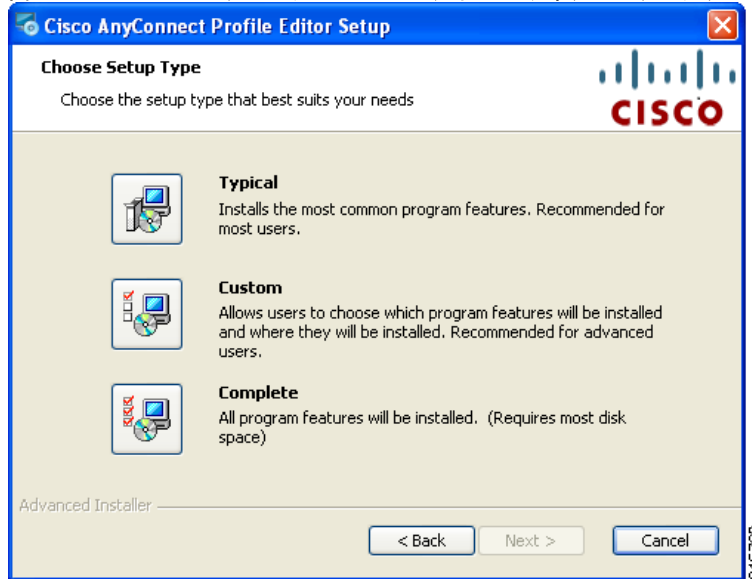 Cisco AnyConnect Profile Editor Setup
Choose Setup Type
Choose the setup type that best suits your needs
CISCO
Typical
Installs the most common program features. Recommended for
most users.
Custom
Allows users to choose which program features will be installed
and where they will be installed. Recommended for advanced
users.
Complete
All program features will be installed. (Requires most disk
space)
Advanced Installer
< Back
Next >
Cancel